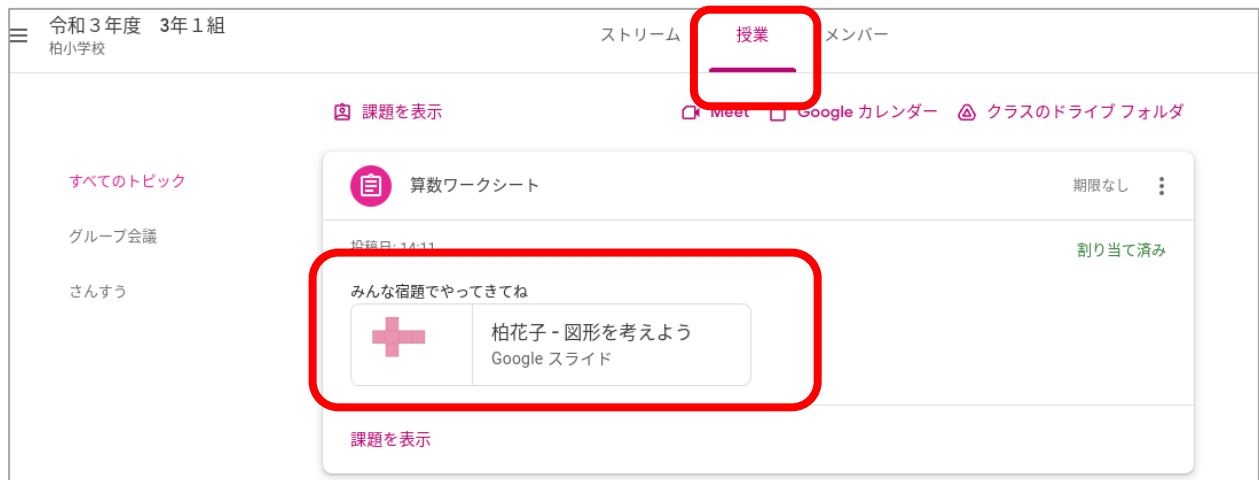 令和３年度　3年１組
柏小学校
ストリーム
授業
メンバー
課題を表示
Meet
Google カレンダー
クラスのドライブ フォルダ
すべてのトピック
グループ会議
さんすう
算数ワークシート
期限なし
投稿日: 14:11
割り当て済み
みんな宿題でやってきてね
柏花子 - 図形を考えよう
Google スライド
課題を表示